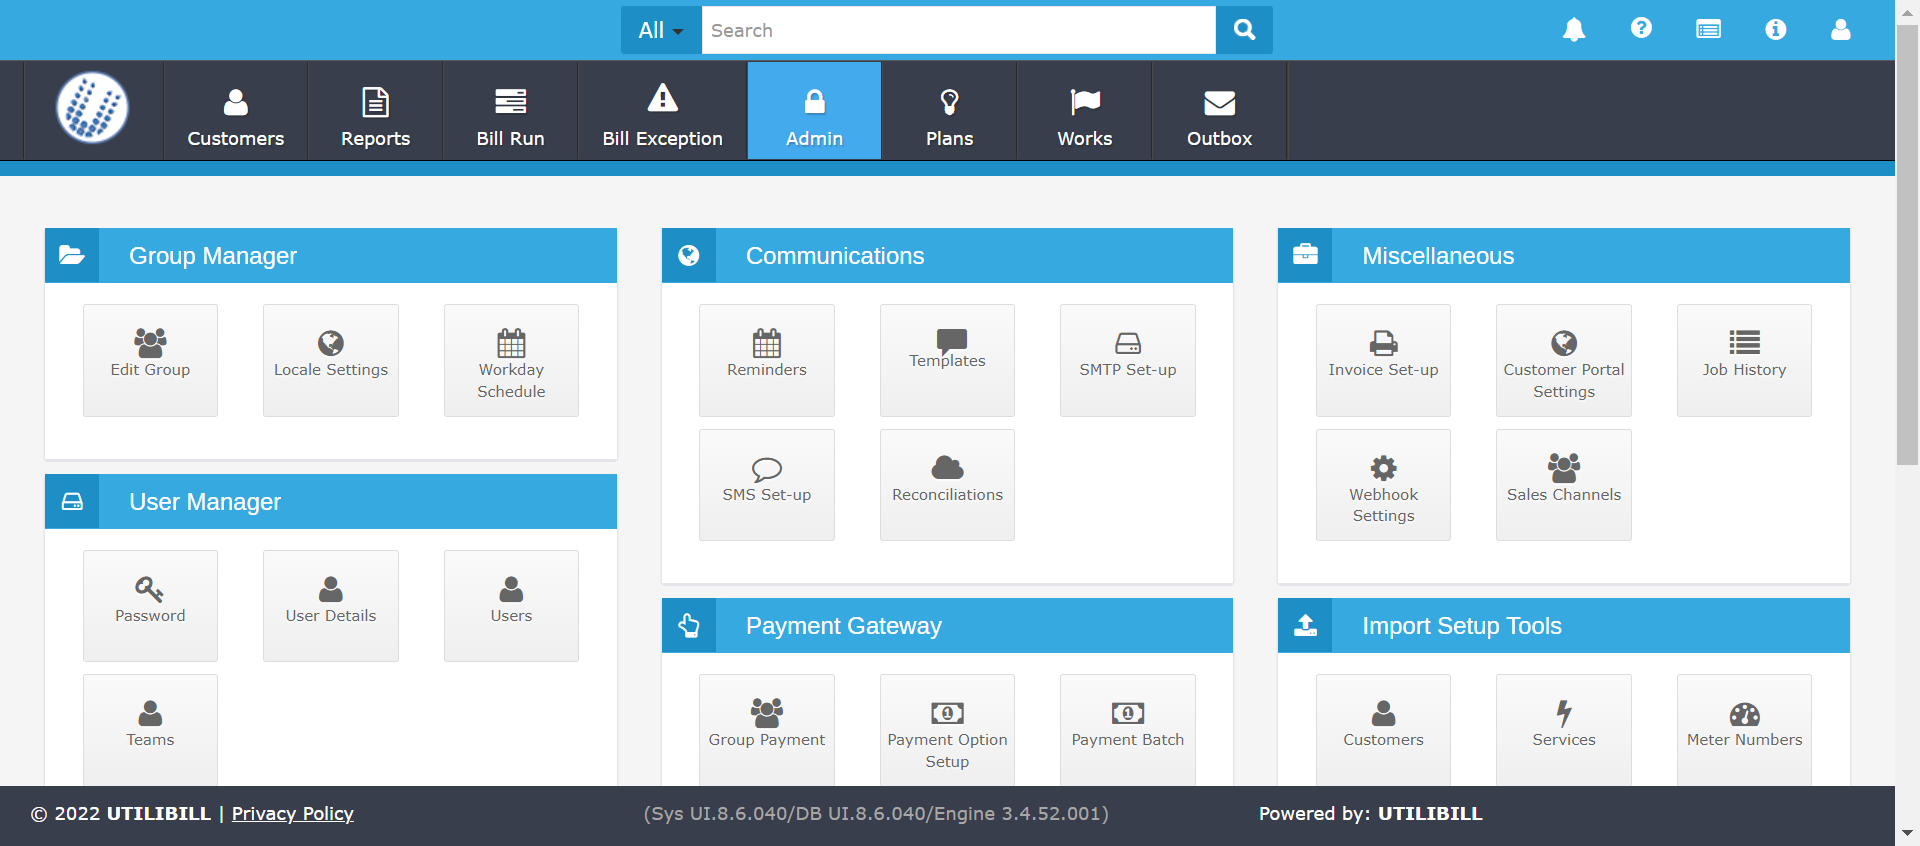 All
Search
Customers
Reports
Bill Run
Bill Exception
Admin
Plans
Works
Outbox
Group Manager
Edit Group
Locale Settings
Workday
Schedule
User Manager
Password
User Details
Users
Teams
Communications
Reminders
Templates
SMTP Set-up
SMS Set-up
Reconciliations
Payment Gateway
Group Payment
Payment Option
Setup
Payment Batch
Miscellaneous
Invoice Set-up
Customer Portal
Settings
Job History
Webhook
Settings
Sales Channels
Import Setup Tools
Customers
Services
Meter Numbers
© 2022 UTILIBILL | Privacy Policy
(Sys UI.8.6.040/DB UI.8.6.040/Engine 3.4.52.001)
Powered by: UTILIBILL